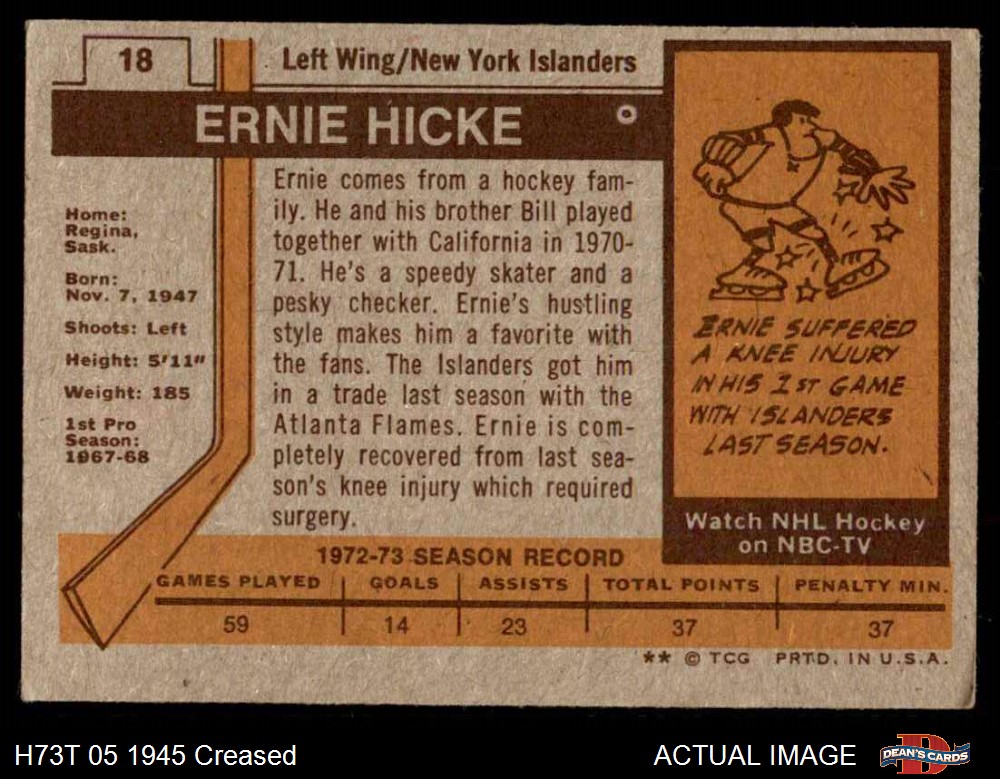 18
Left Wing/New York Islanders
ERNIE HICKE
Home:
Regina,
Sask.
Born:
Nov. 7, 1947
Shoots: Left
Height: 5'11"
Weight: 185
1st Pro
Season:
1967-68
Ernie comes from a hockey fam-
ily. He and his brother Bill played
together with California in 1970-
71. He's a speedy skater and a
pesky checker. Ernie's hustling
style makes him a favorite with
the fans. The Islanders got him
in a trade last season with the
Atlanta Flames. Ernie is com-
pletely recovered from last sea-
son's knee injury which required
surgery.
ERNIE SUFFERED
A KNEE INJURY
IN HIS 1ST GAME
WITH ISLANDERS
LAST SEASON.
Watch NHL Hockey
on NBC-TV
1972-73 SEASON RECORD
GAMES PLAYED GOALS ASSISTS TOTAL POINTS PENALTY MIN.
59 14 23 37 37
** © TCG PRTD. IN U.S.A.
H73T 05 1945 Creased
ACTUAL IMAGE
DEAN'S CARDS